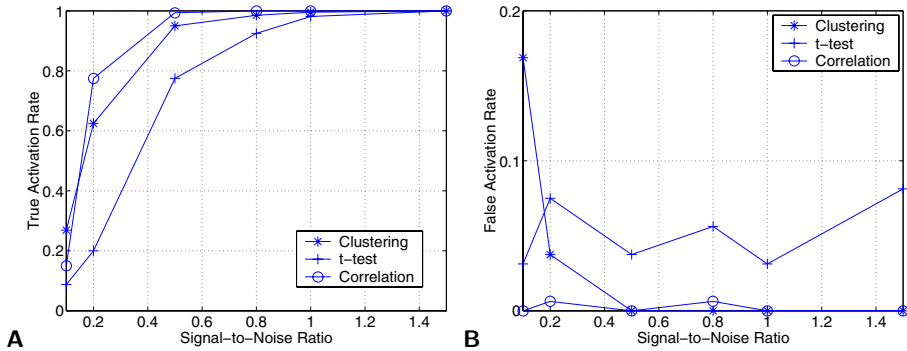 1
0.8
0.6
0.4
0.2
0
True Activation Rate
0.2 0.4 0.6 0.8 1 1.2 1.4
Signal-to-Noise Ratio
Clustering
t-test
Correlation
A
0.2
0.1
0
False Activation Rate
0.2 0.4 0.6 0.8 1 1.2 1.4
Signal-to-Noise Ratio
Clustering
t-test
Correlation
B